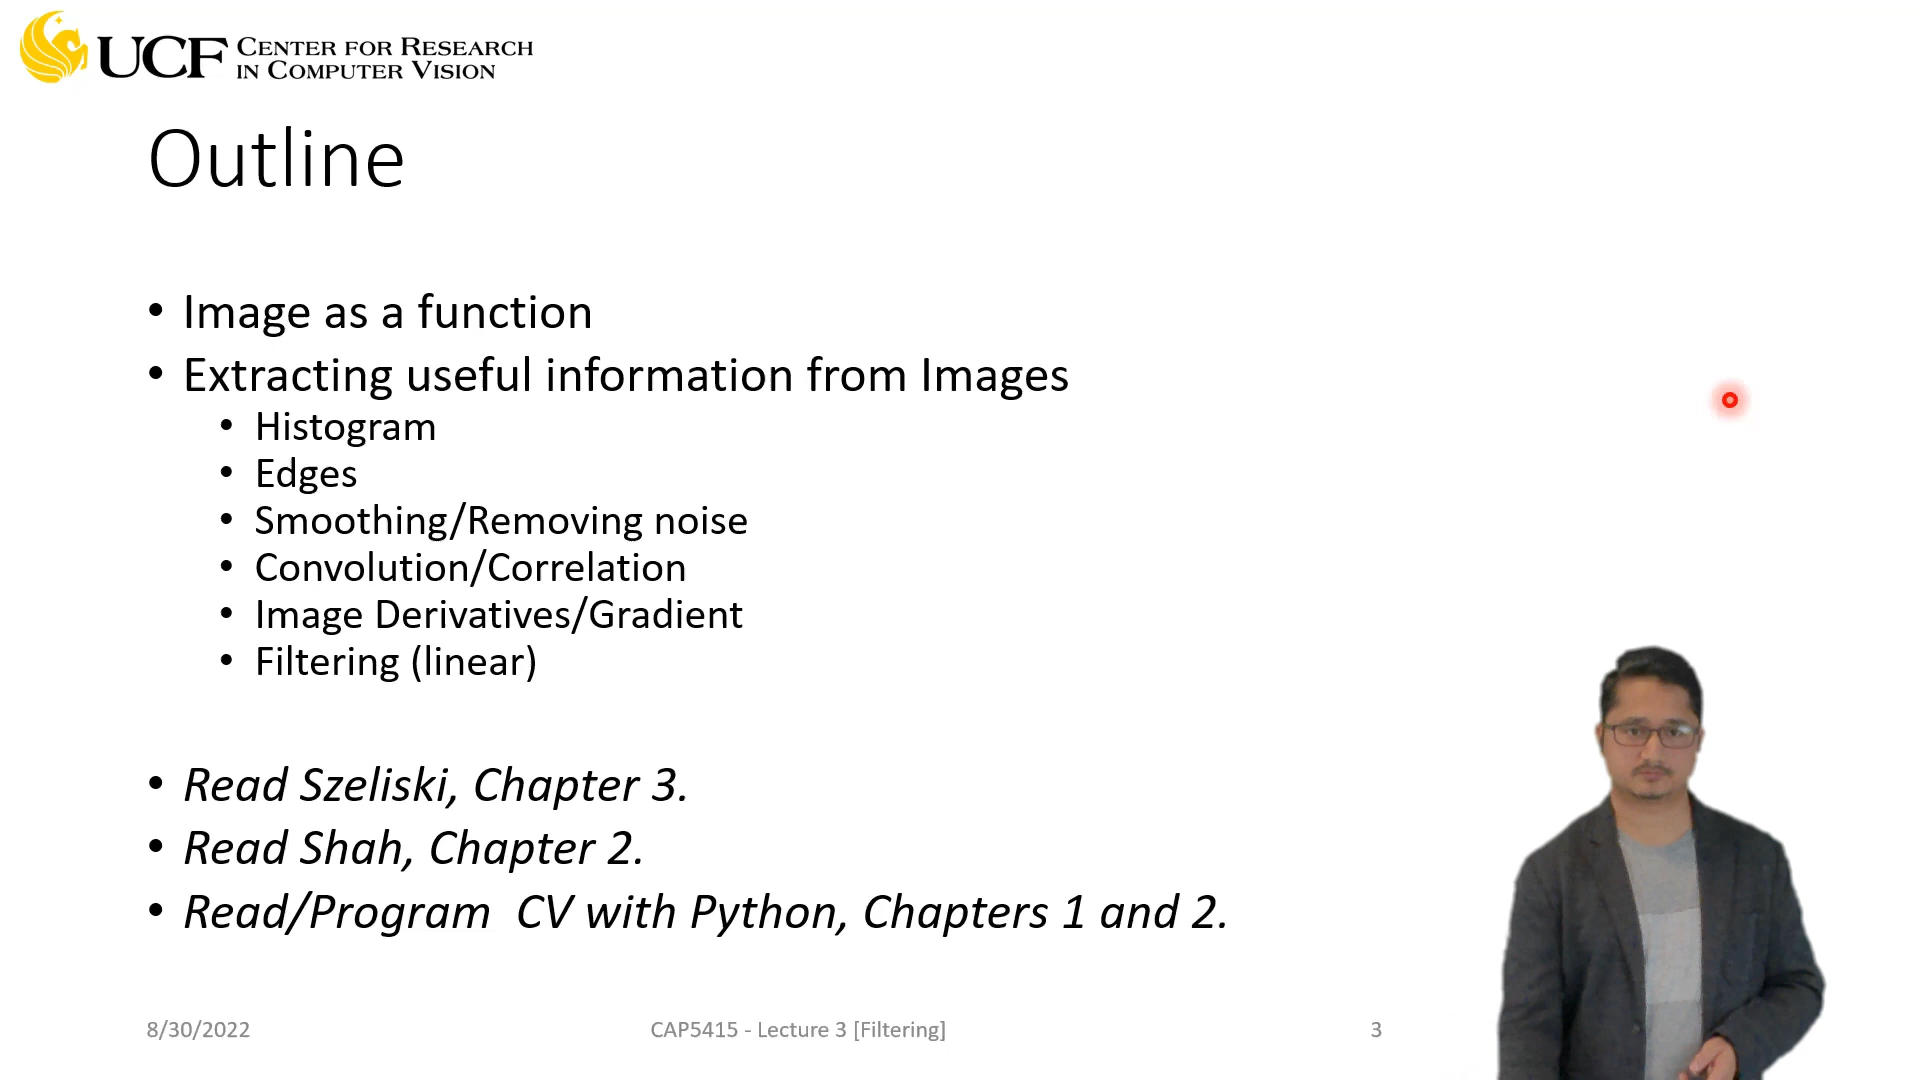 UCF CENTER FOR RESEARCH
IN COMPUTER VISION
Outline
• Image as a function
• Extracting useful information from Images
• Histogram
• Edges
• Smoothing/Removing noise
• Convolution/Correlation
• Image Derivatives/Gradient
• Filtering (linear)
• Read Szeliski, Chapter 3.
• Read Shah, Chapter 2.
• Read/Program  CV with Python, Chapters 1 and 2.
8/30/2022
CAP5415 - Lecture 3 [Filtering]
3